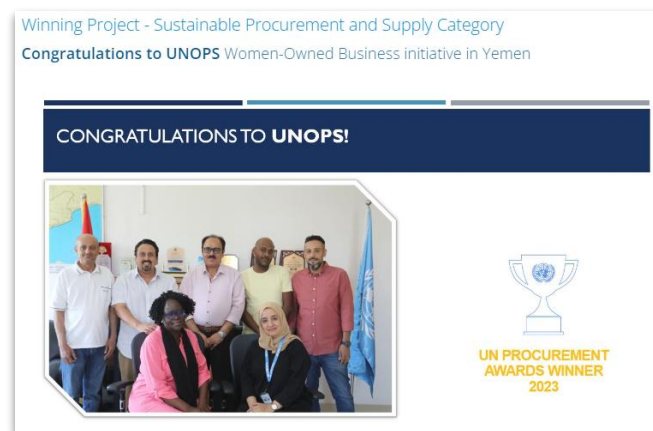 Winning Project - Sustainable Procurement and Supply Category
Congratulations to UNOPS Women-Owned Business initiative in Yemen
CONGRATULATIONS TO UNOPS!
UN PROCUREMENT
AWARDS WINNER
2023